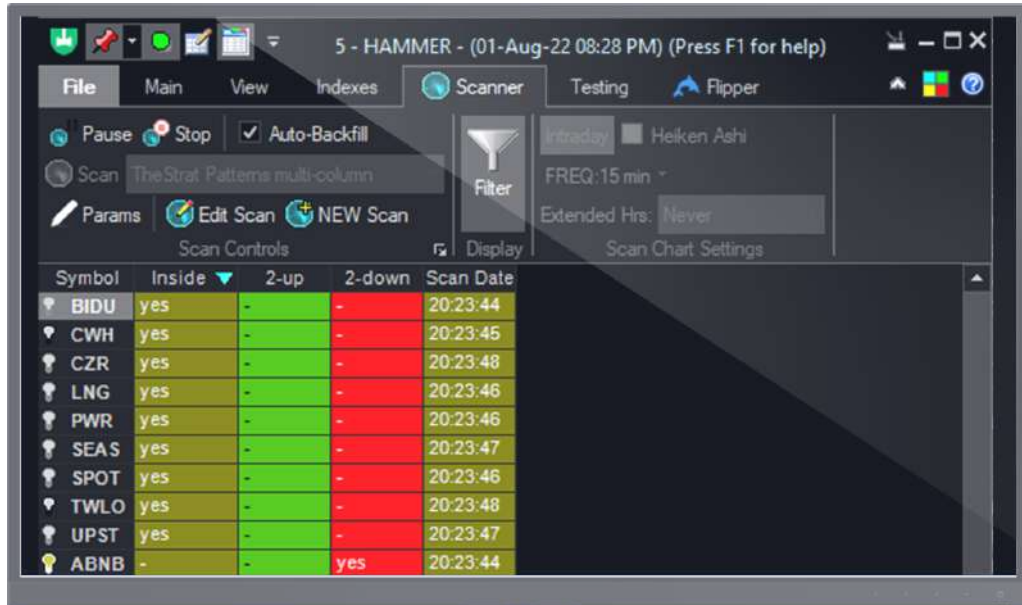 5 - HAMMER - (01-Aug-22 08:28 PM) (Press F1 for help)
File Main View Indexes Scanner Testing Flipper
Pause Stop Auto-Backfill Intraday Heiken Ashi
Scan TheStrat Patterns multi-column Filter FREQ:15 min
Params Edit Scan NEW Scan Extended Hrs: Never
Scan Controls Display Scan Chart Settings
Symbol Inside 2-up 2-down Scan Date
BIDU yes - - 20:23:44
CWH yes - - 20:23:45
CZR yes - - 20:23:48
LNG yes - - 20:23:46
PWR yes - - 20:23:46
SEAS yes - - 20:23:47
SPOT yes - - 20:23:46
TWLO yes - - 20:23:48
UPST yes - - 20:23:47
ABNB - - yes 20:23:44